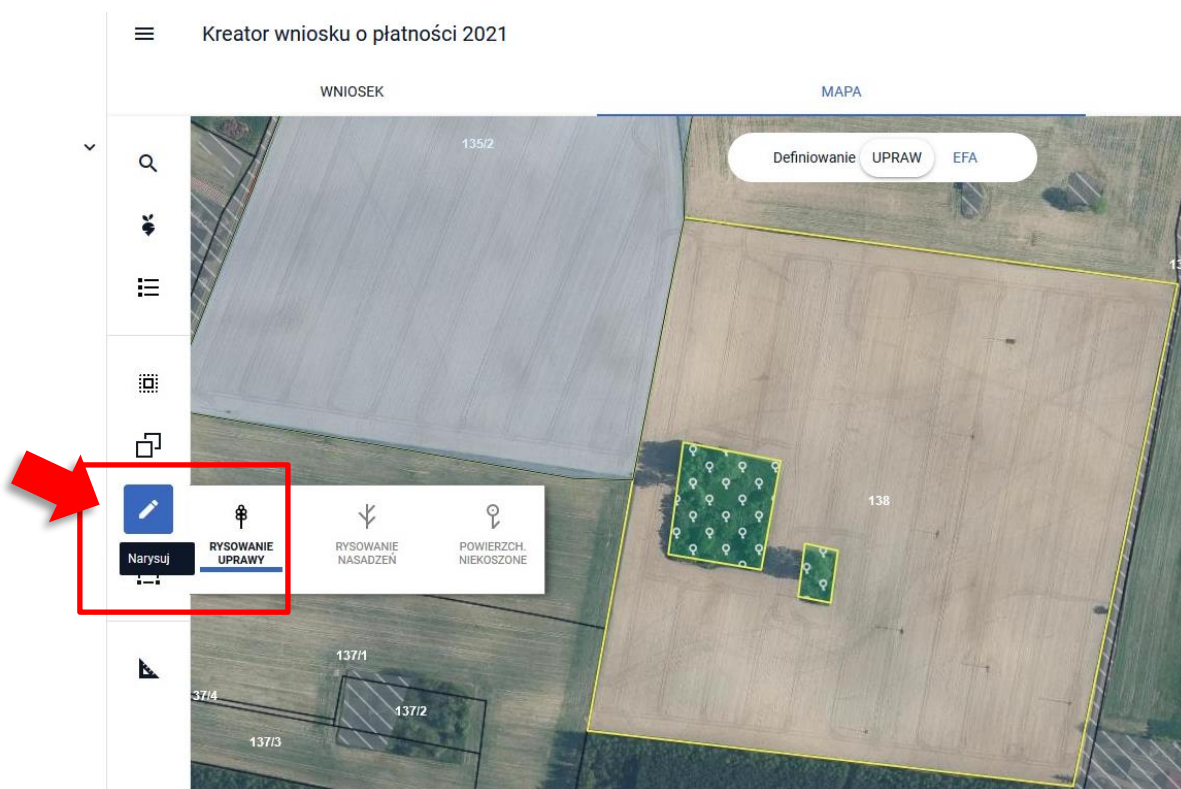 Kreator wniosku o płatności 2021
WNIOSEK
MAPA
135/2
Definiowanie UPRAW EFA
138
Narysuj
RYSOWANIE
UPRAWY
RYSOWANIE
NASADZEŃ
POWIERZCH.
NIEKOSZONE
137/1
37/4
137/2
137/3